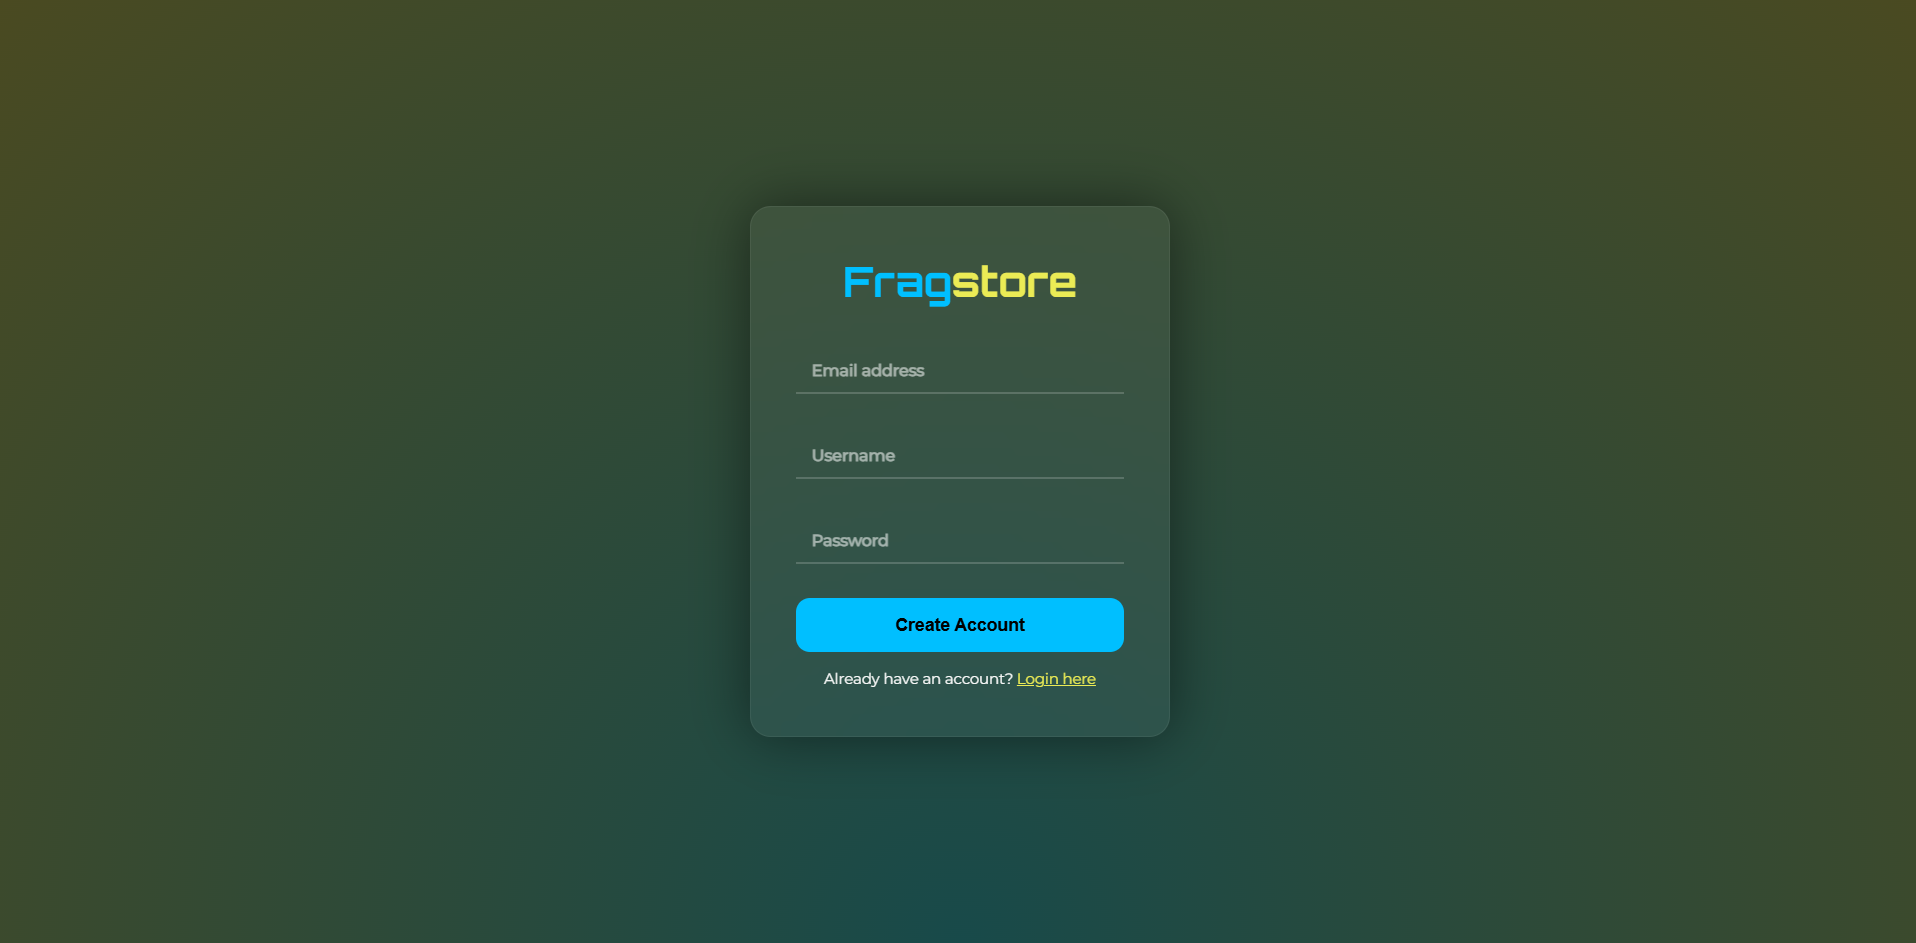 Fragstore
Email address
Username
Password
Create Account
Already have an account? Login here